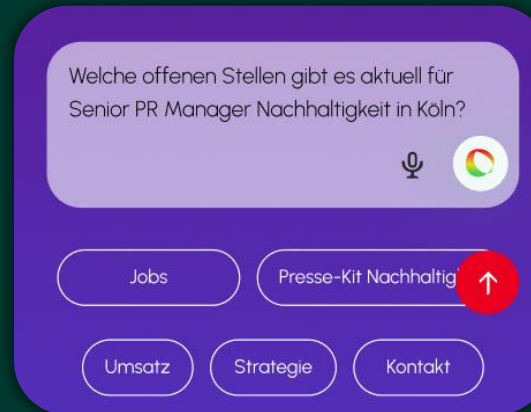 Welche offenen Stellen gibt es aktuell für
Senior PR Manager Nachhaltigkeit in Köln?
Jobs
Presse-Kit Nachhaltig
Umsatz
Strategie
Kontakt